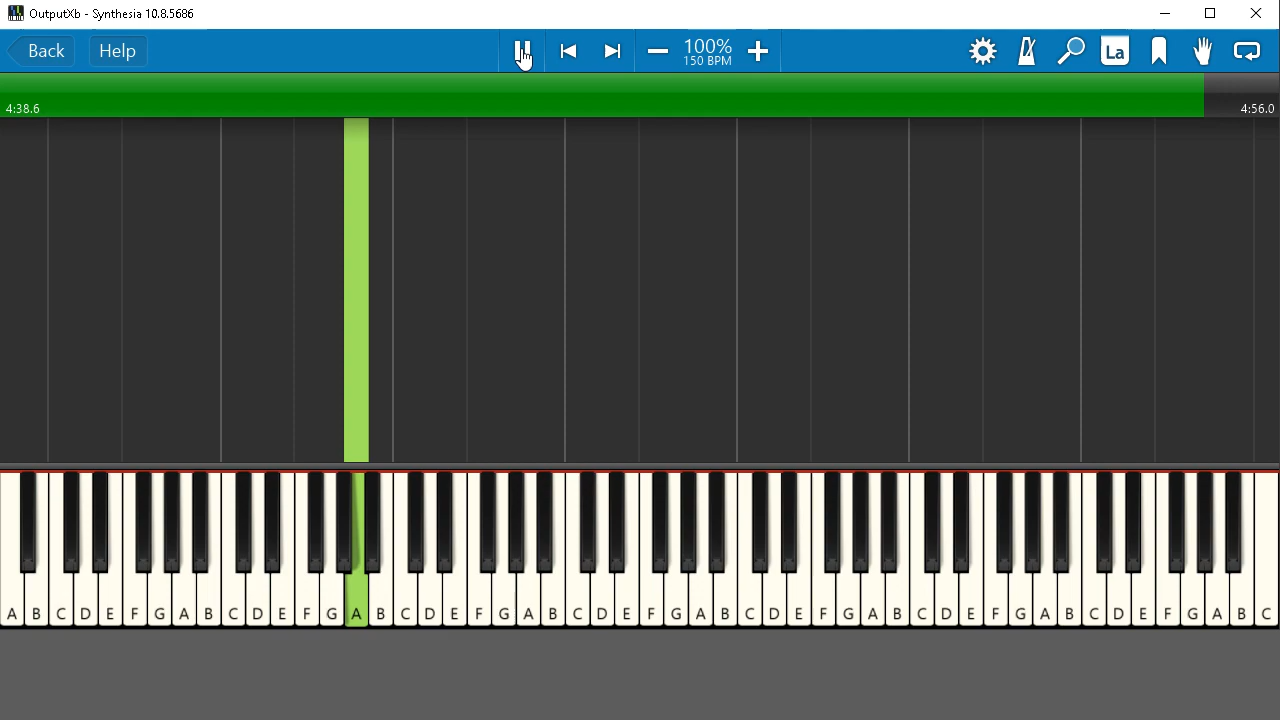 OutputXb - Synthesia 10.8.5686
Back Help 100% La
150 BPM
4:38.6 4:56.0
A B C D E F G A B C D E F G A B C D E F G A B C D E F G A B C D E F G A B C D E F G A B C D E F G A B C